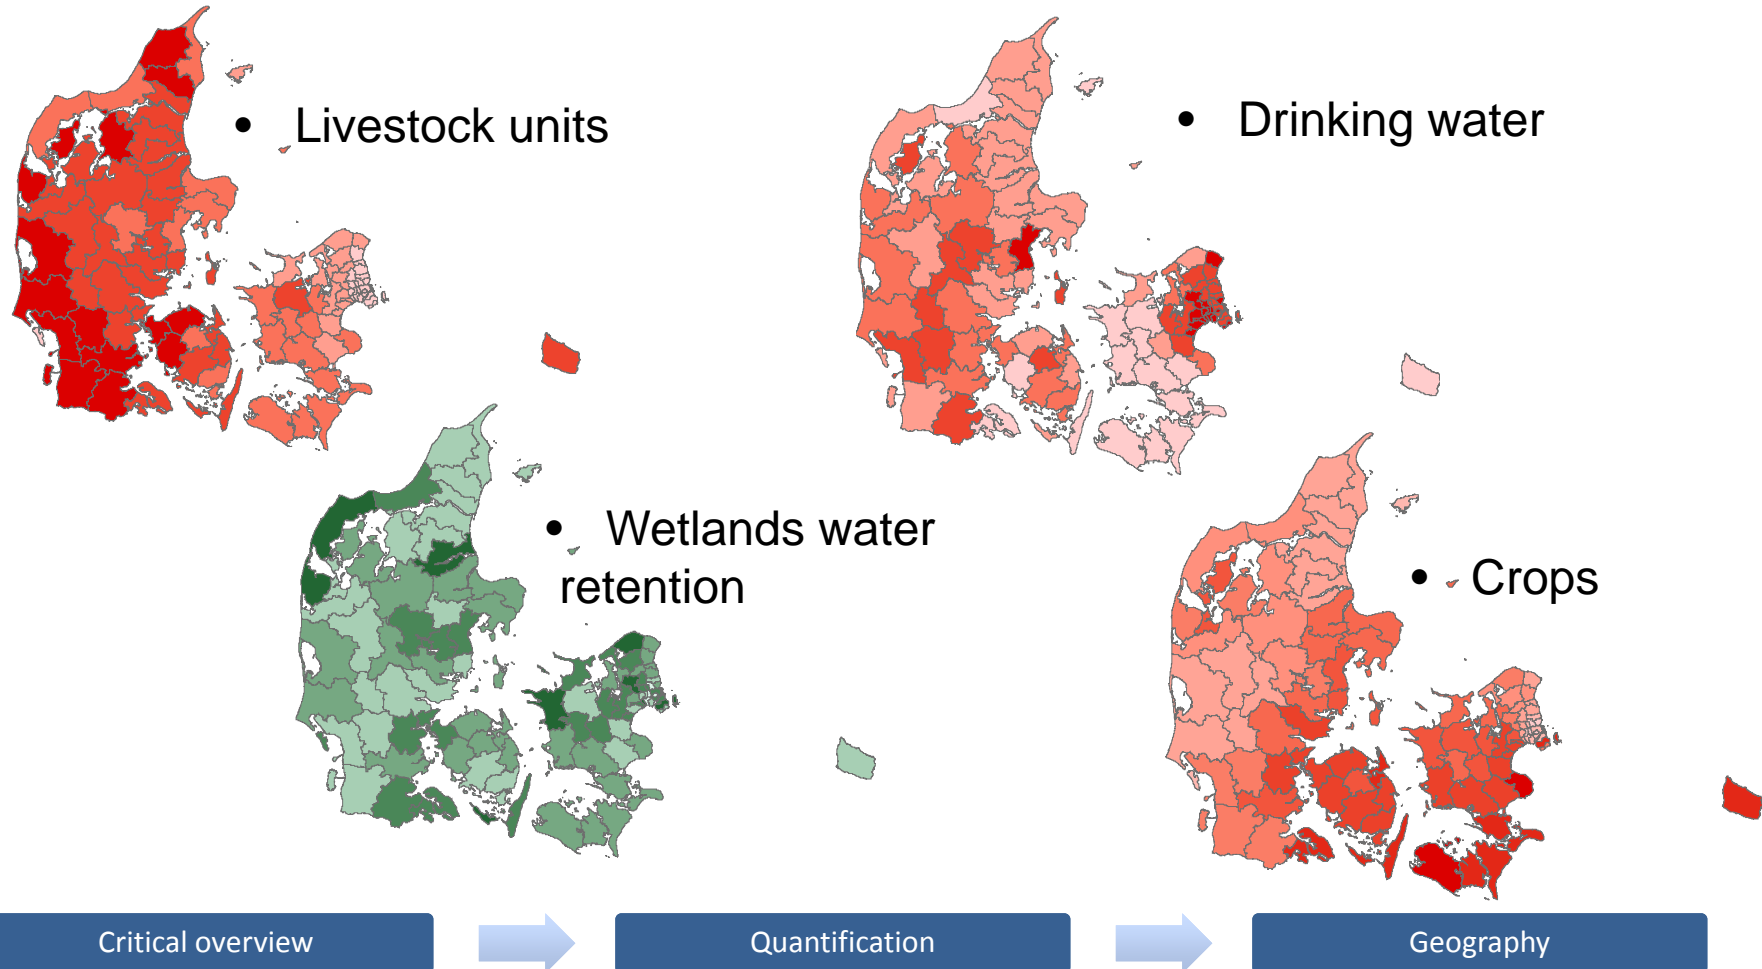 • Livestock units
• Drinking water
• Wetlands water
retention
• Crops
Critical overview
Quantification
Geography